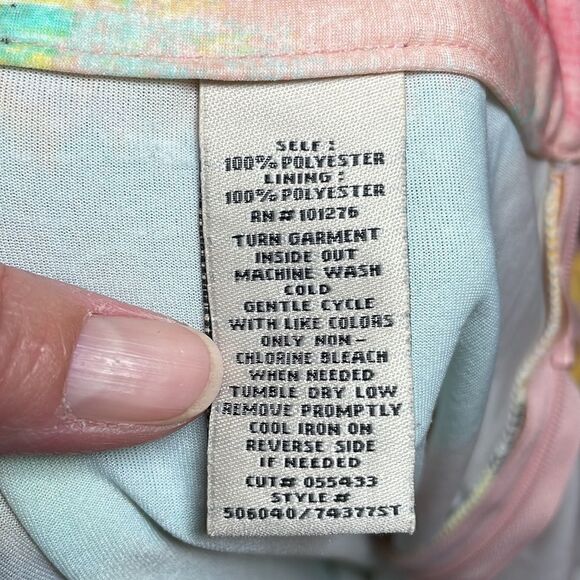 SELF:
100% POLYESTER
LINING:
100% POLYESTER
RN# 101276
TURN GARMENT
INSIDE OUT
MACHINE WASH
COLD
GENTLE CYCLE
WITH LIKE COLORS
ONLY NON-
CHLORINE BLEACH
WHEN NEEDED
TUMBLE DRY LOW
REMOVE PROMPTLY
COOL IRON ON
REVERSE SIDE
IF NEEDED
CUT# 055433
STYLE#
506040/74377ST